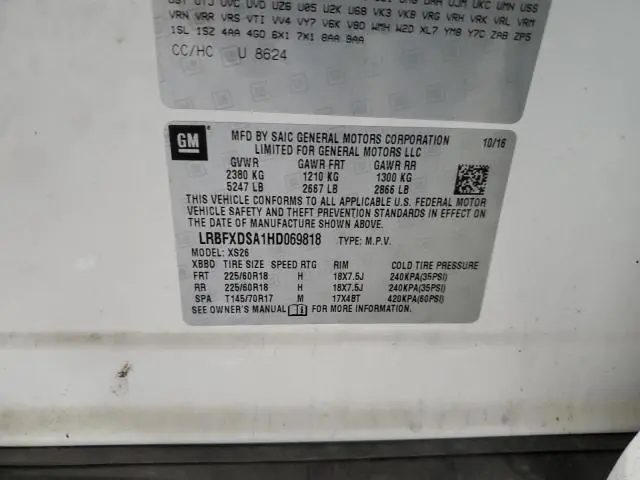 VRN VRR VRS VTI VV4 VY7 V6K V8D WMH W2D XL7 YM8 Y7C ZAB ZP5
1SL 1SZ 4AA 4GO 6X1 7X1 8AA 9AA
CC/HC U 8624
GM
MFD BY SAIC GENERAL MOTORS CORPORATION 10/16
LIMITED FOR GENERAL MOTORS LLC
GVWR GAWR FRT GAWR RR
2380 KG 1210 KG 1300 KG
5247 LB 2667 LB 2866 LB
THIS VEHICLE CONFORMS TO ALL APPLICABLE U.S. FEDERAL MOTOR
VEHICLE SAFETY AND THEFT PREVENTION STANDARDS IN EFFECT ON
THE DATE OF MANUFACTURE SHOWN ABOVE.
LRBFXDSA1HD069818 TYPE: M.P.V.
MODEL: XS26
XBBD TIRE SIZE SPEED RTG RIM COLD TIRE PRESSURE
FRT 225/60R18 H 18X7.5J 240KPA(35PSI)
RR 225/60R18 H 18X7.5J 240KPA(35PSI)
SPA T145/70R17 M 17X4BT 420KPA(60PSI)
SEE OWNER'S MANUAL FOR MORE INFORMATION.